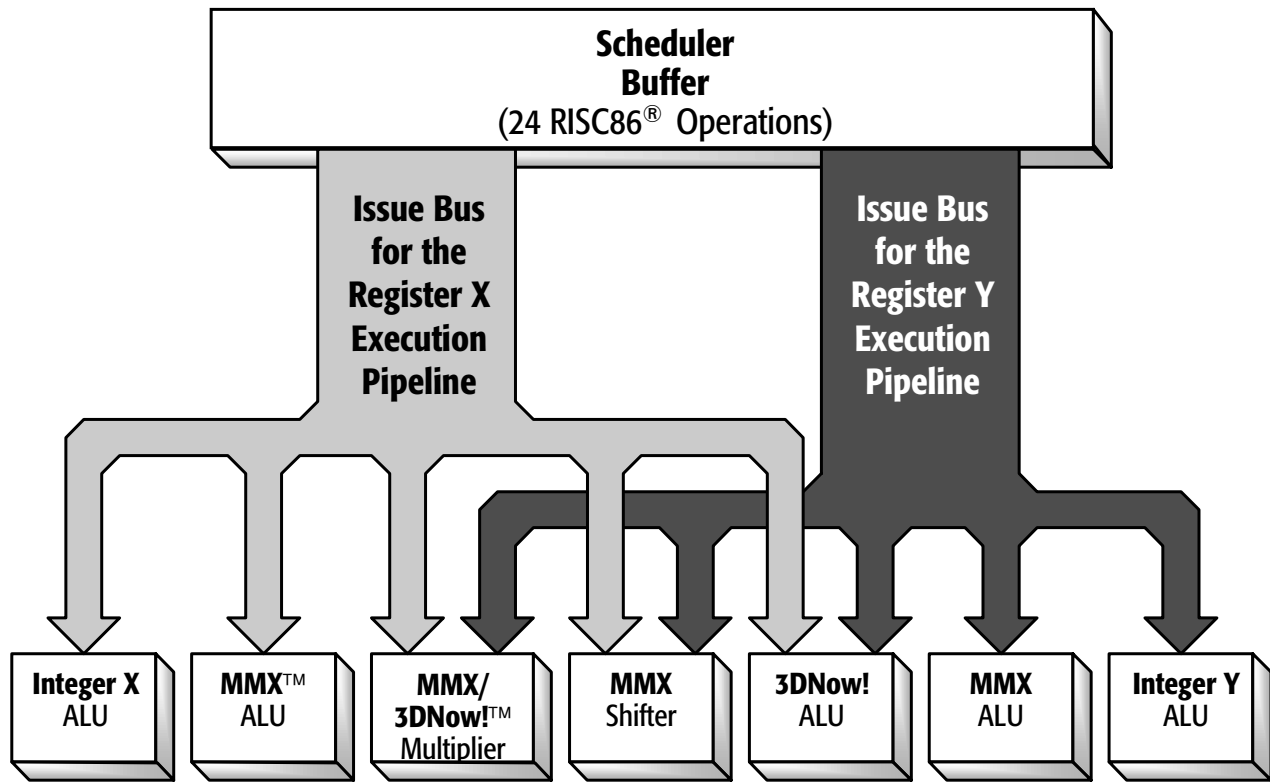 Scheduler
Buffer
(24 RISC86® Operations)
Issue Bus
for the
Register X
Execution
Pipeline
Issue Bus
for the
Register Y
Execution
Pipeline
Integer X
ALU
MMX™
ALU
MMX/
3DNow!™
Multiplier
MMX
Shifter
3DNow!
ALU
MMX
ALU
Integer Y
ALU